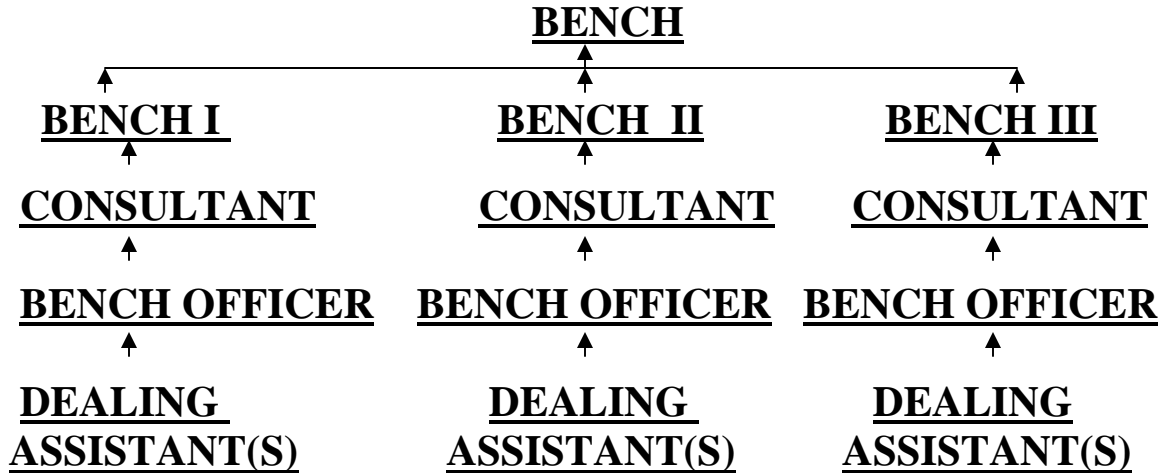 BENCH
BENCH I
BENCH II
BENCH III
CONSULTANT
CONSULTANT
CONSULTANT
BENCH OFFICER
BENCH OFFICER
BENCH OFFICER
DEALING
ASSISTANT(S)
DEALING
ASSISTANT(S)
DEALING
ASSISTANT(S)